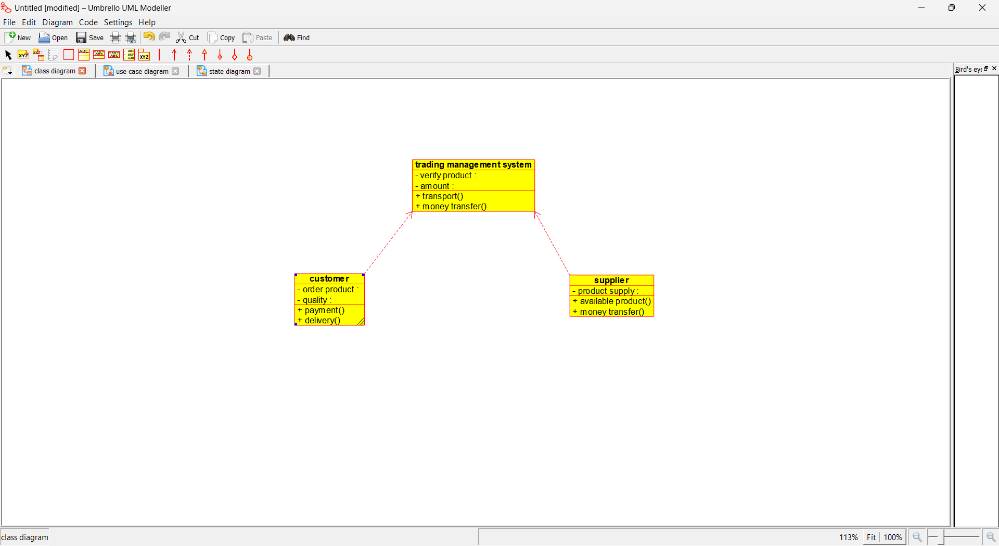 Untitled [modified] – Umbrello UML Modeller
File Edit Diagram Code Settings Help
New Open Save Cut Copy Paste Find
class diagram use case diagram state diagram
Bird's eye
trading management system
- verify product :
- amount :
+ transport()
+ money transfer()
customer
- order product :
- quality :
+ payment()
+ delivery()
supplier
- product supply :
+ available product()
+ money transfer()
class diagram
113% Fit 100%